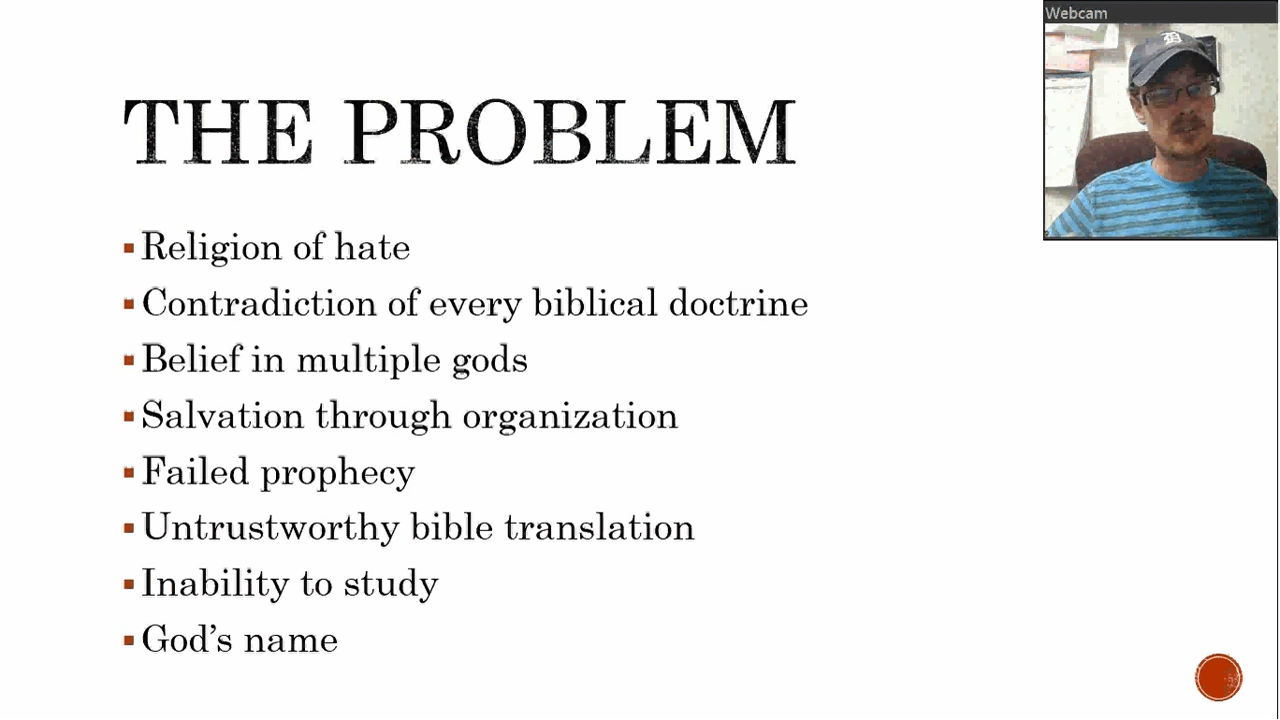 Webcam
D
THE PROBLEM
Religion of hate
Contradiction of every biblical doctrine
Belief in multiple gods
Salvation through organization
Failed prophecy
Untrustworthy bible translation
Inability to study
God’s name